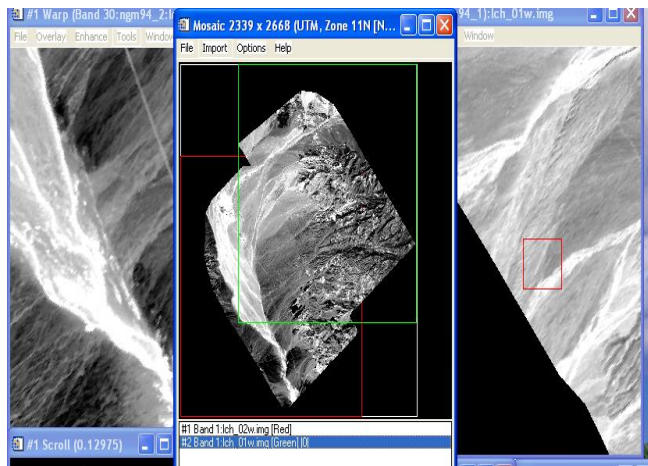 #1 Warp (Band 30:ngm94_2:l
File Overlay Enhance Tools Window
Mosaic 2339 x 2668 (UTM, Zone 11N [N...
File Import Options Help
94_1):lch_01w.img
Window
#1 Band 1:lch_02w.img [Red]
#2 Band 1:lch_01w.img (Green) [0]
#1 Scroll (0.12975)